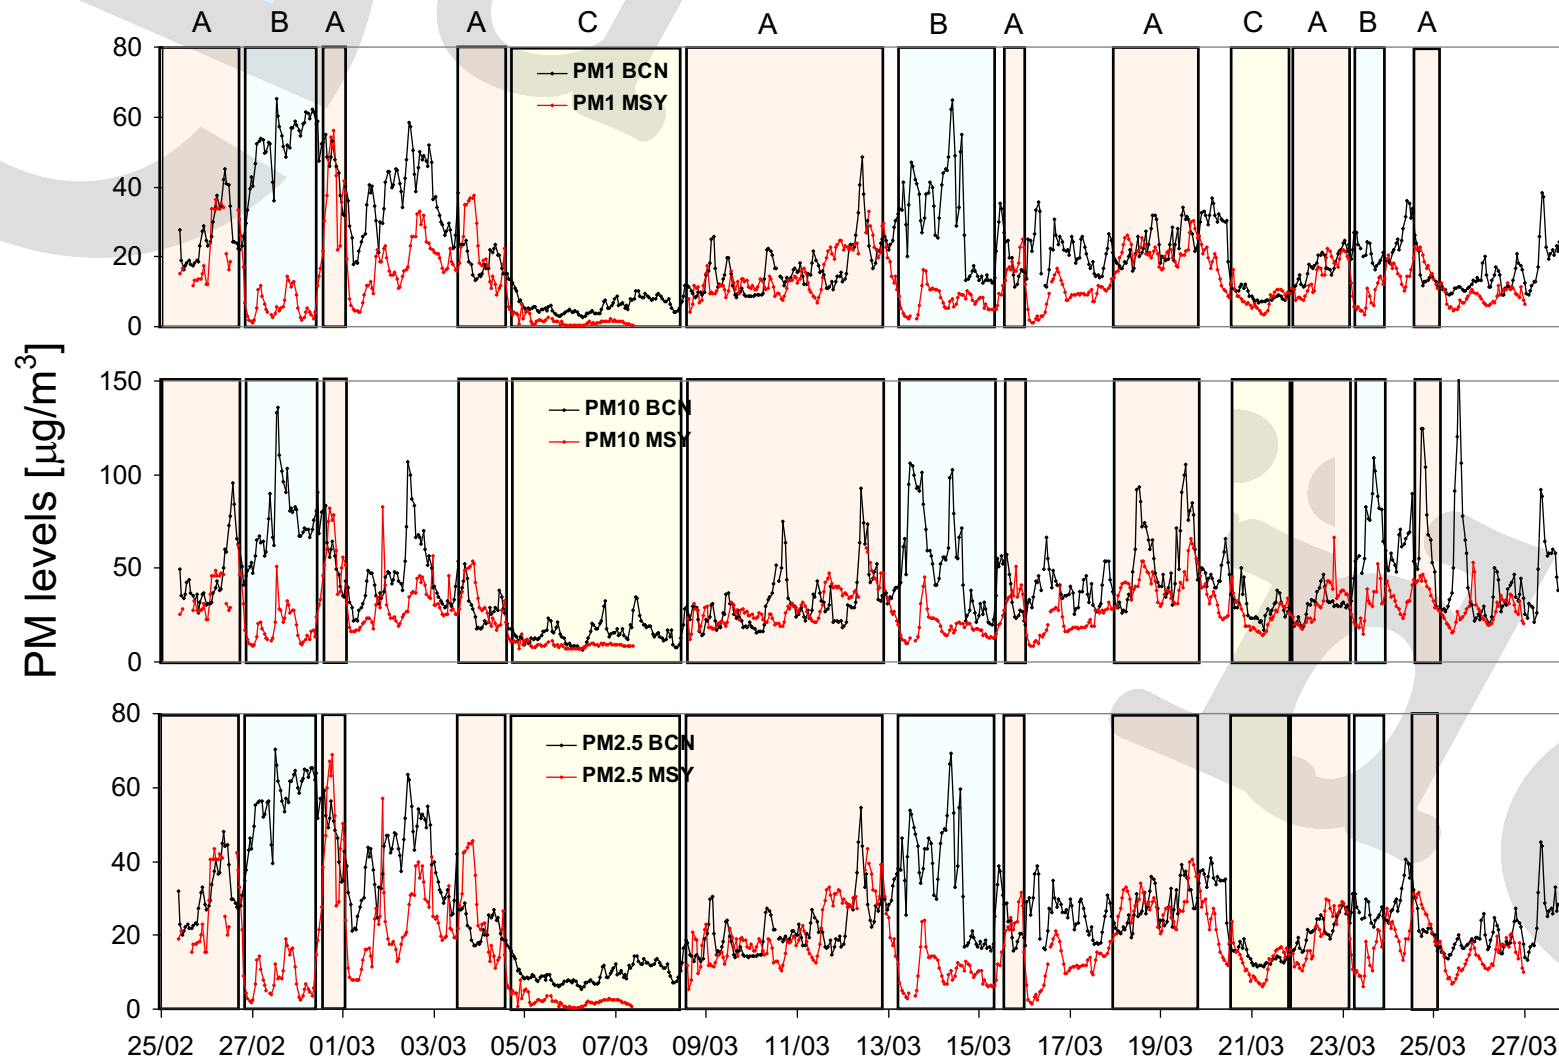 A B A A C A B A A C A B A
80
60
40
20
0
PM1 BCN
PM1 MSY
PM levels [µg/m³]
150
100
50
0
PM10 BCN
PM10 MSY
80
60
40
20
0
PM2.5 BCN
PM2.5 MSY
25/02 27/02 01/03 03/03 05/03 07/03 09/03 11/03 13/03 15/03 17/03 19/03 21/03 23/03 25/03 27/03